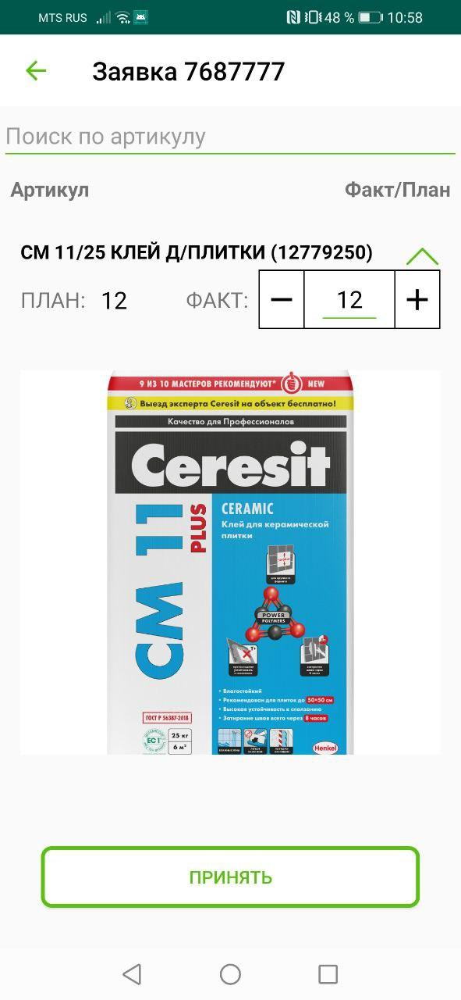 MTS RUS 48 % 10:58
Заявка 7687777
Поиск по артикулу
Артикул Факт/План
СМ 11/25 КЛЕЙ Д/ПЛИТКИ (12779250)
ПЛАН: 12 ФАКТ: 12
9 ИЗ 10 МАСТЕРОВ РЕКОМЕНДУЮТ* NEW
Выезд эксперта Ceresit на объект бесплатно!
Качество для Профессионалов
Ceresit
CM 11 PLUS
CERAMIC
Клей для керамической
плитки
POWER
POLYMERS
• Влагостойкий
• Рекомендован для плиток до 50×50 см
• Высокая устойчивость к сползанию
• Затирание швов всего через 8 часов
ГОСТ Р 56387-2018
EC1
25 кг
6 м²
Henkel
ПРИНЯТЬ